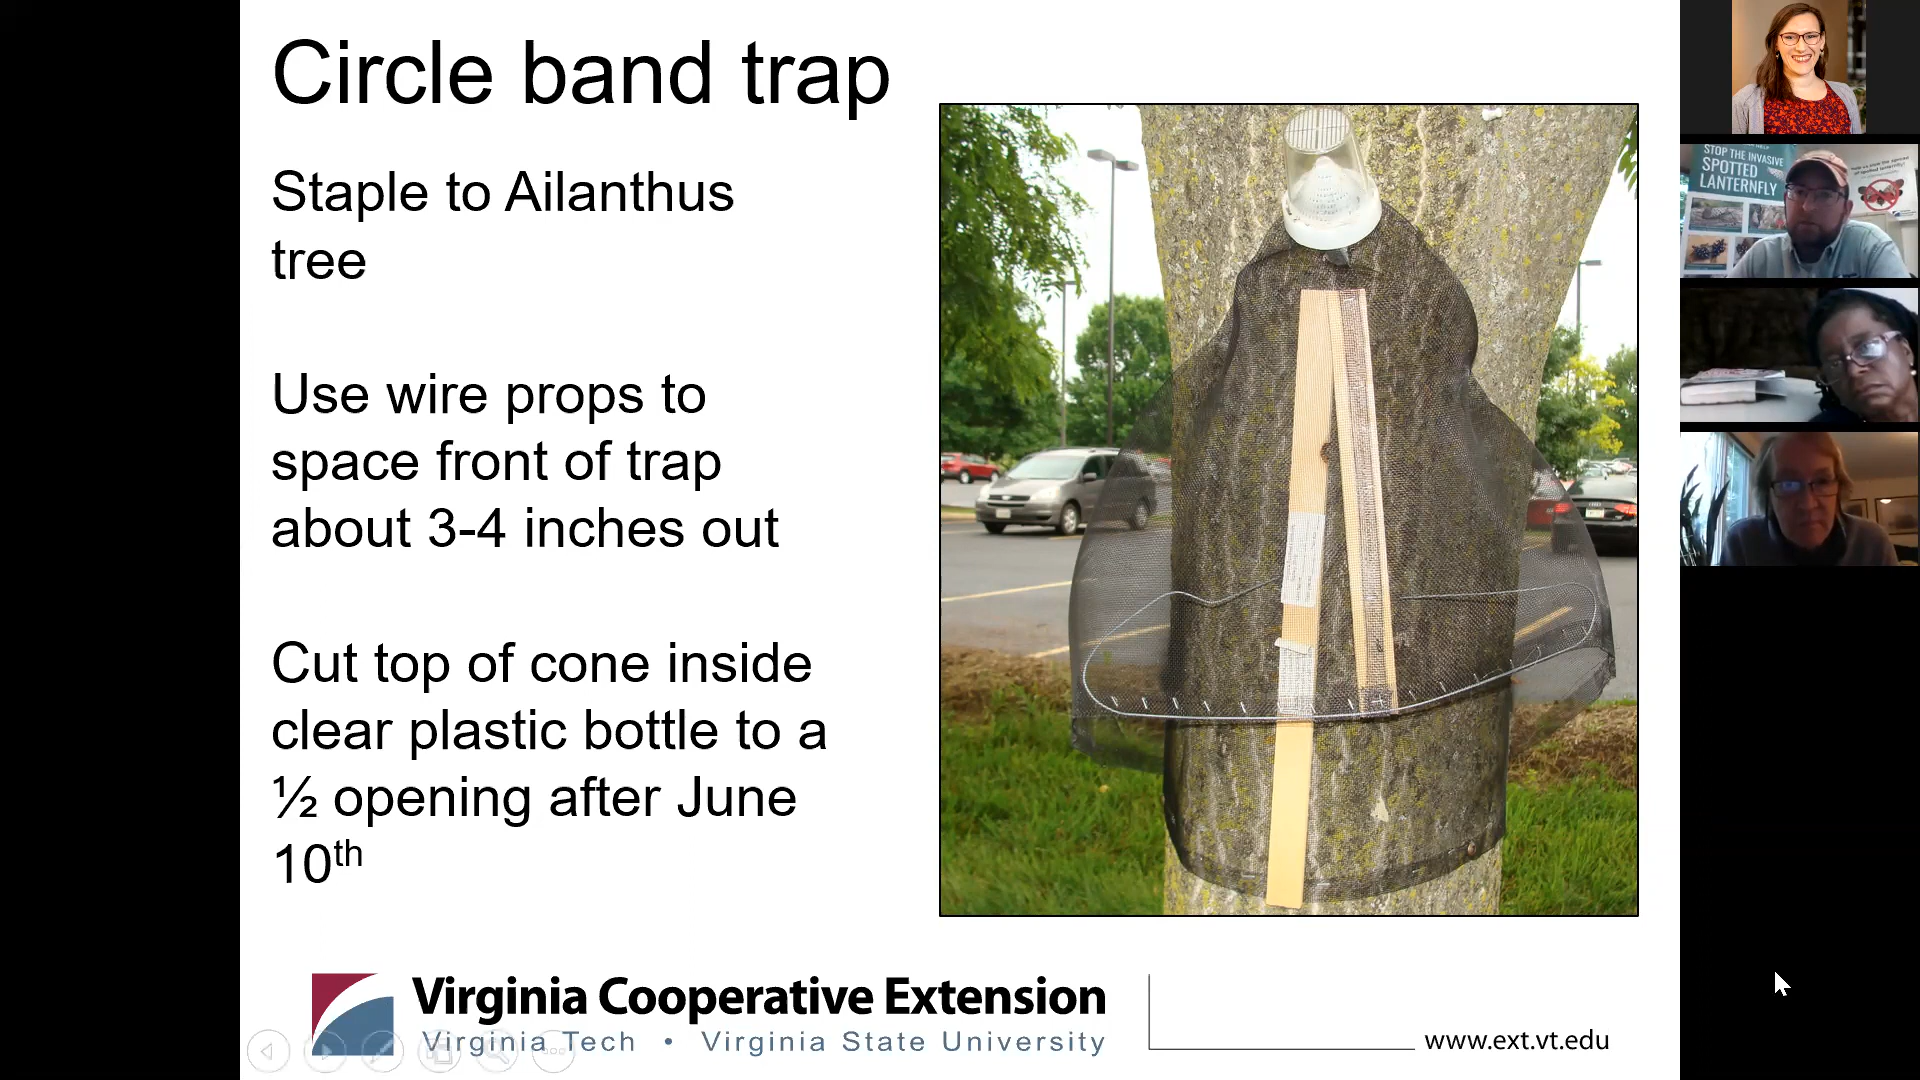 Circle band trap
Staple to Ailanthus
tree
Use wire props to
space front of trap
about 3-4 inches out
Cut top of cone inside
clear plastic bottle to a
½ opening after June
10th
Virginia Cooperative Extension
Virginia Tech • Virginia State University
www.ext.vt.edu
STOP THE INVASIVE
SPOTTED
LANTERNFLY